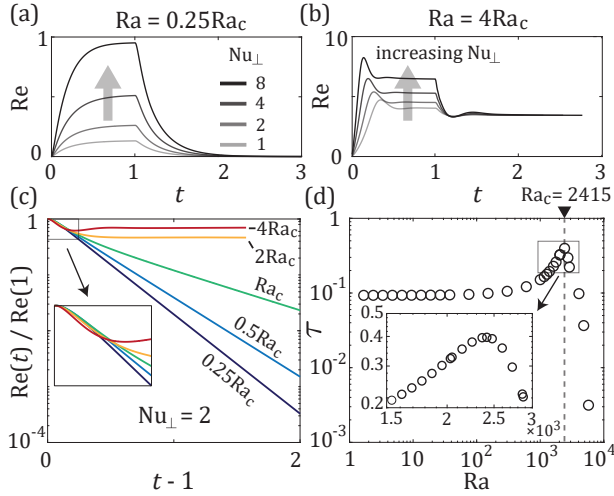 (a) Ra = 0.25Ra_c
Re
1
0
Nu⊥
8
4
2
1
0 1 2 3
t
(b) Ra = 4Ra_c
increasing Nu⊥
Re
10
5
0
0 1 2 3
t
(c)
Re(t) / Re(1)
1
10^-4
4Ra_c
2Ra_c
Ra_c
0.5Ra_c
0.25Ra_c
Nu⊥ = 2
0 1 2
t - 1
(d) Ra_c = 2415
τ
1
10^-1
10^-2
10^-3
0.4
0.3
0.2
1.5 2 2.5 3
×10^3
1 10 10^2 10^3 10^4
Ra